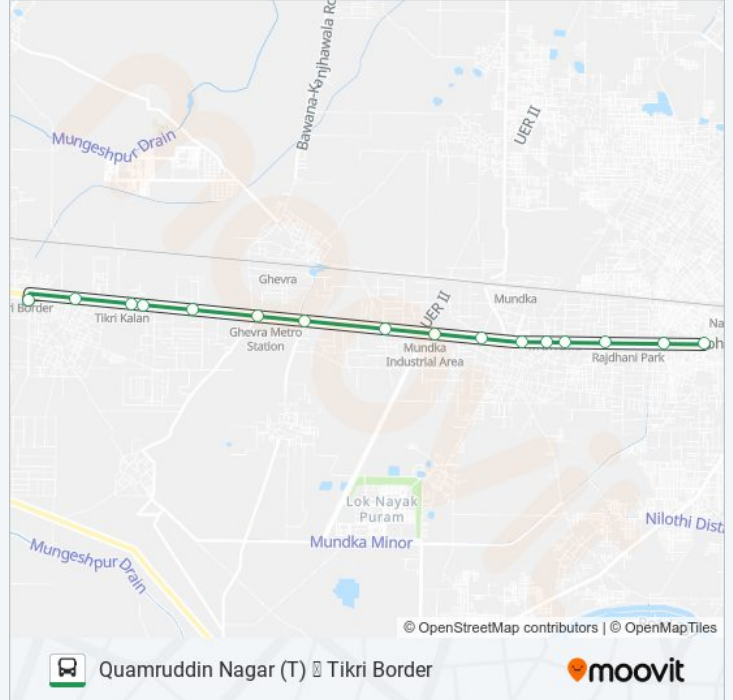 Bawana-Kanjhawala Ro
UER II
Mungeshpur Drain
Ghevra
UER II
Mundka
i Border
Tikri Kalan
Na
Ghevra Metro
Station
Mundka
Industrial Area
Rajdhani Park
Lok Nayak
Puram
Nilothi Dist
Mundka Minor
Mungeshpur
Drain
© OpenStreetMap contributors | © OpenMapTiles
Quamruddin Nagar (T) Tikri Border
moovit